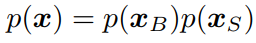 p(x) = p(x_B)p(x_S)